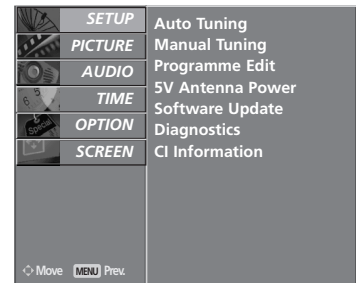 SETUP
PICTURE
AUDIO
TIME
OPTION
SCREEN
Auto Tuning
Manual Tuning
Programme Edit
5V Antenna Power
Software Update
Diagnostics
CI Information
Move MENU Prev.